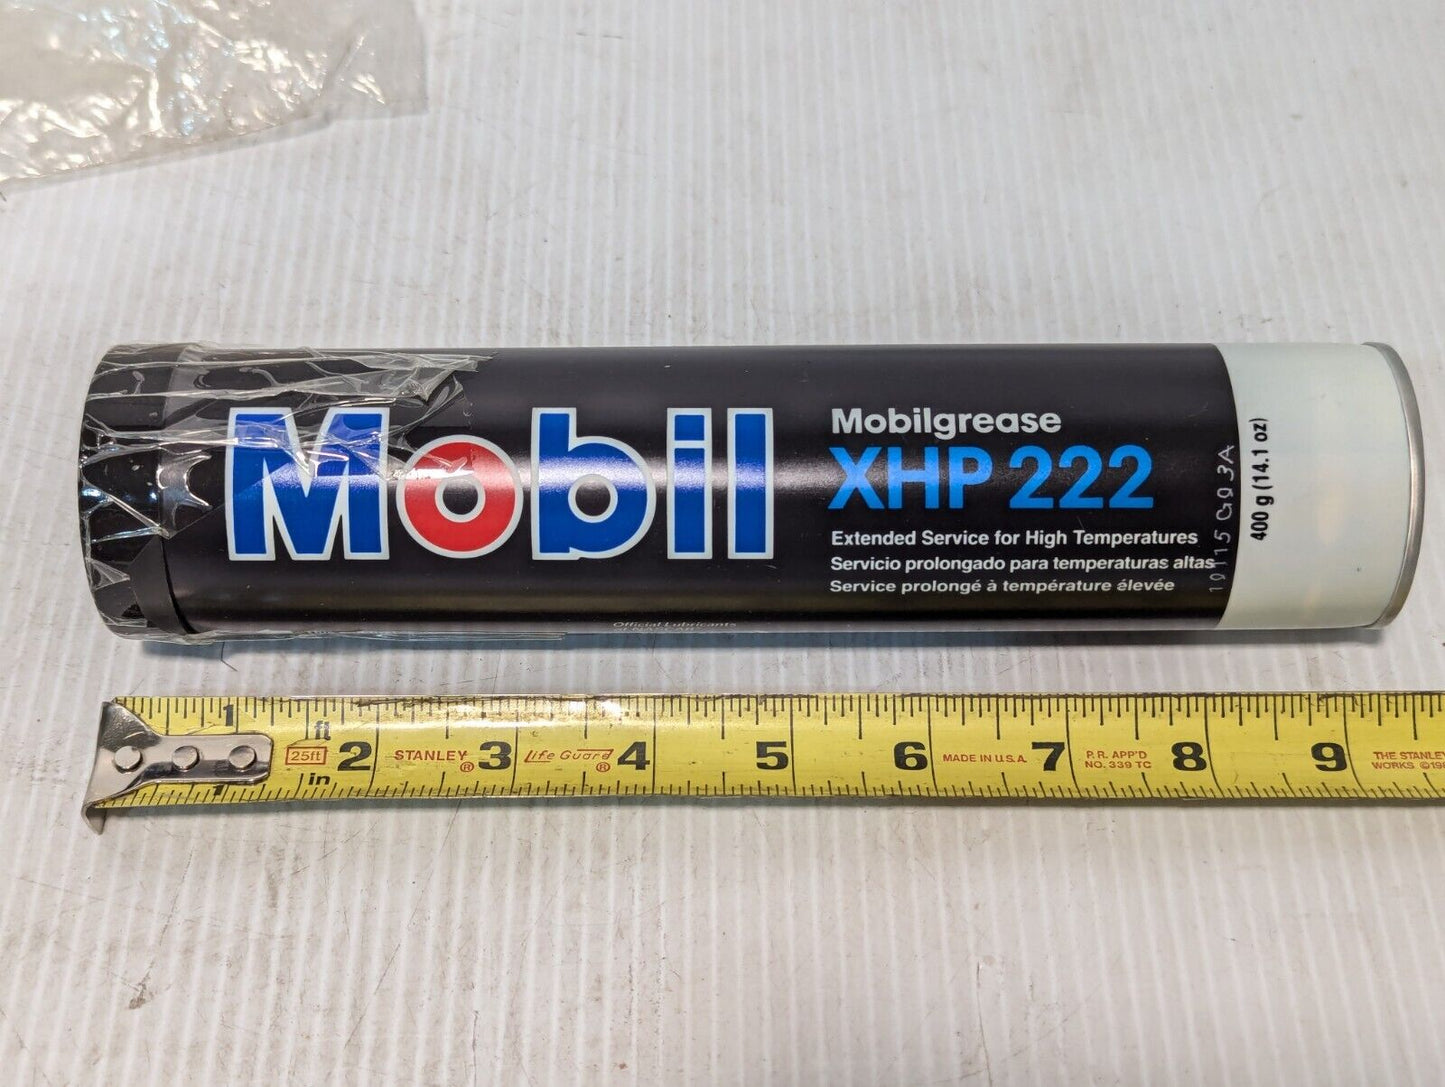 Mobil
Mobilgrease
XHP 222
Extended Service for High Temperatures
Servicio prolongado para temperaturas altas
Service prolongé à température élevée
Official Lubricants
400 g (14.1 oz)
1 ft 2 3 4 5 6 7 8 9
25ft STANLEY® Life Guard® MADE IN U.S.A. P.R. APP'D THE STANLEY
NO. 339 TC WORKS
in
1